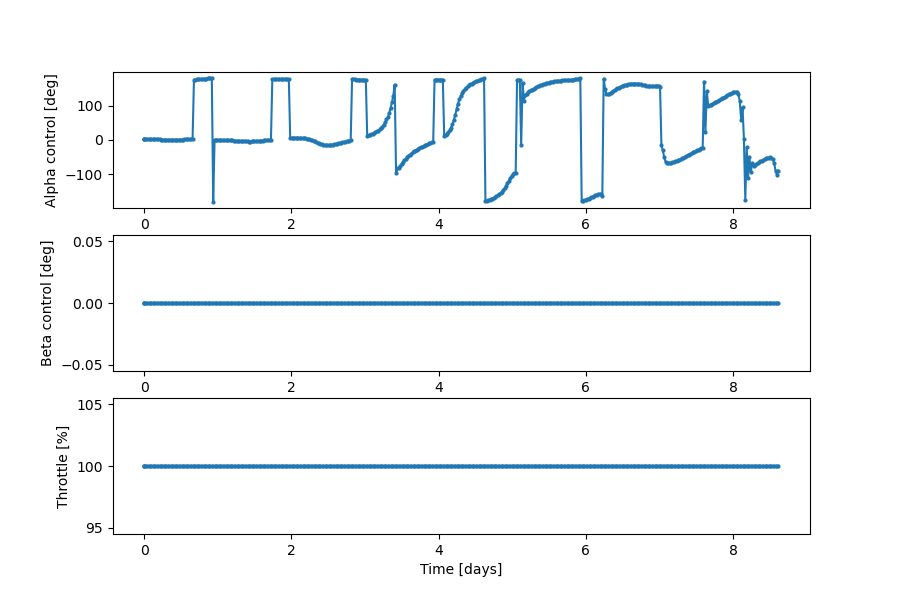 Alpha control [deg]
100
0
−100
0 2 4 6 8
Beta control [deg]
0.05
0.00
−0.05
0 2 4 6 8
Throttle [%]
105
100
95
0 2 4 6 8
Time [days]